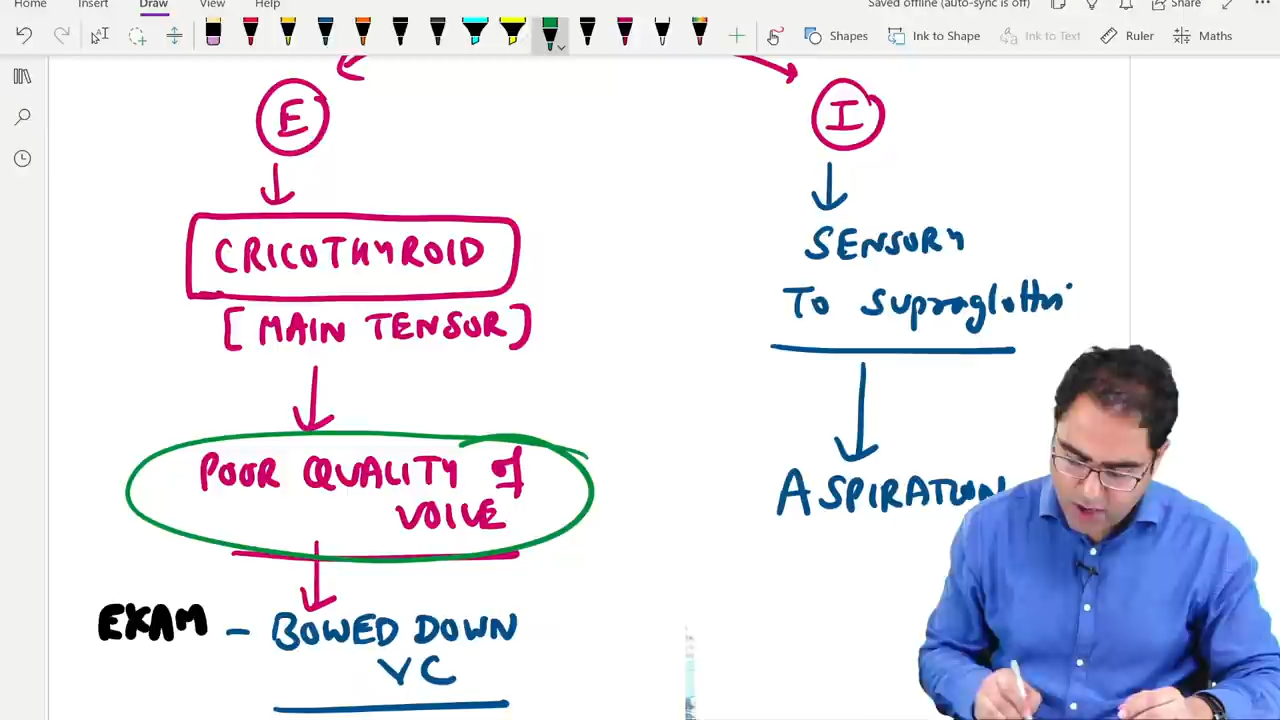 Home Insert Draw View Help Saved offline (auto-sync is off) Share
Shapes Ink to Shape Ink to Text Ruler Maths
E
I
CRICOTHYROID
[MAIN TENSOR]
SENSORY
To
POOR QUALITY of
VOICE
ASPIRATION
EXAM - BOWED DOWN
VC